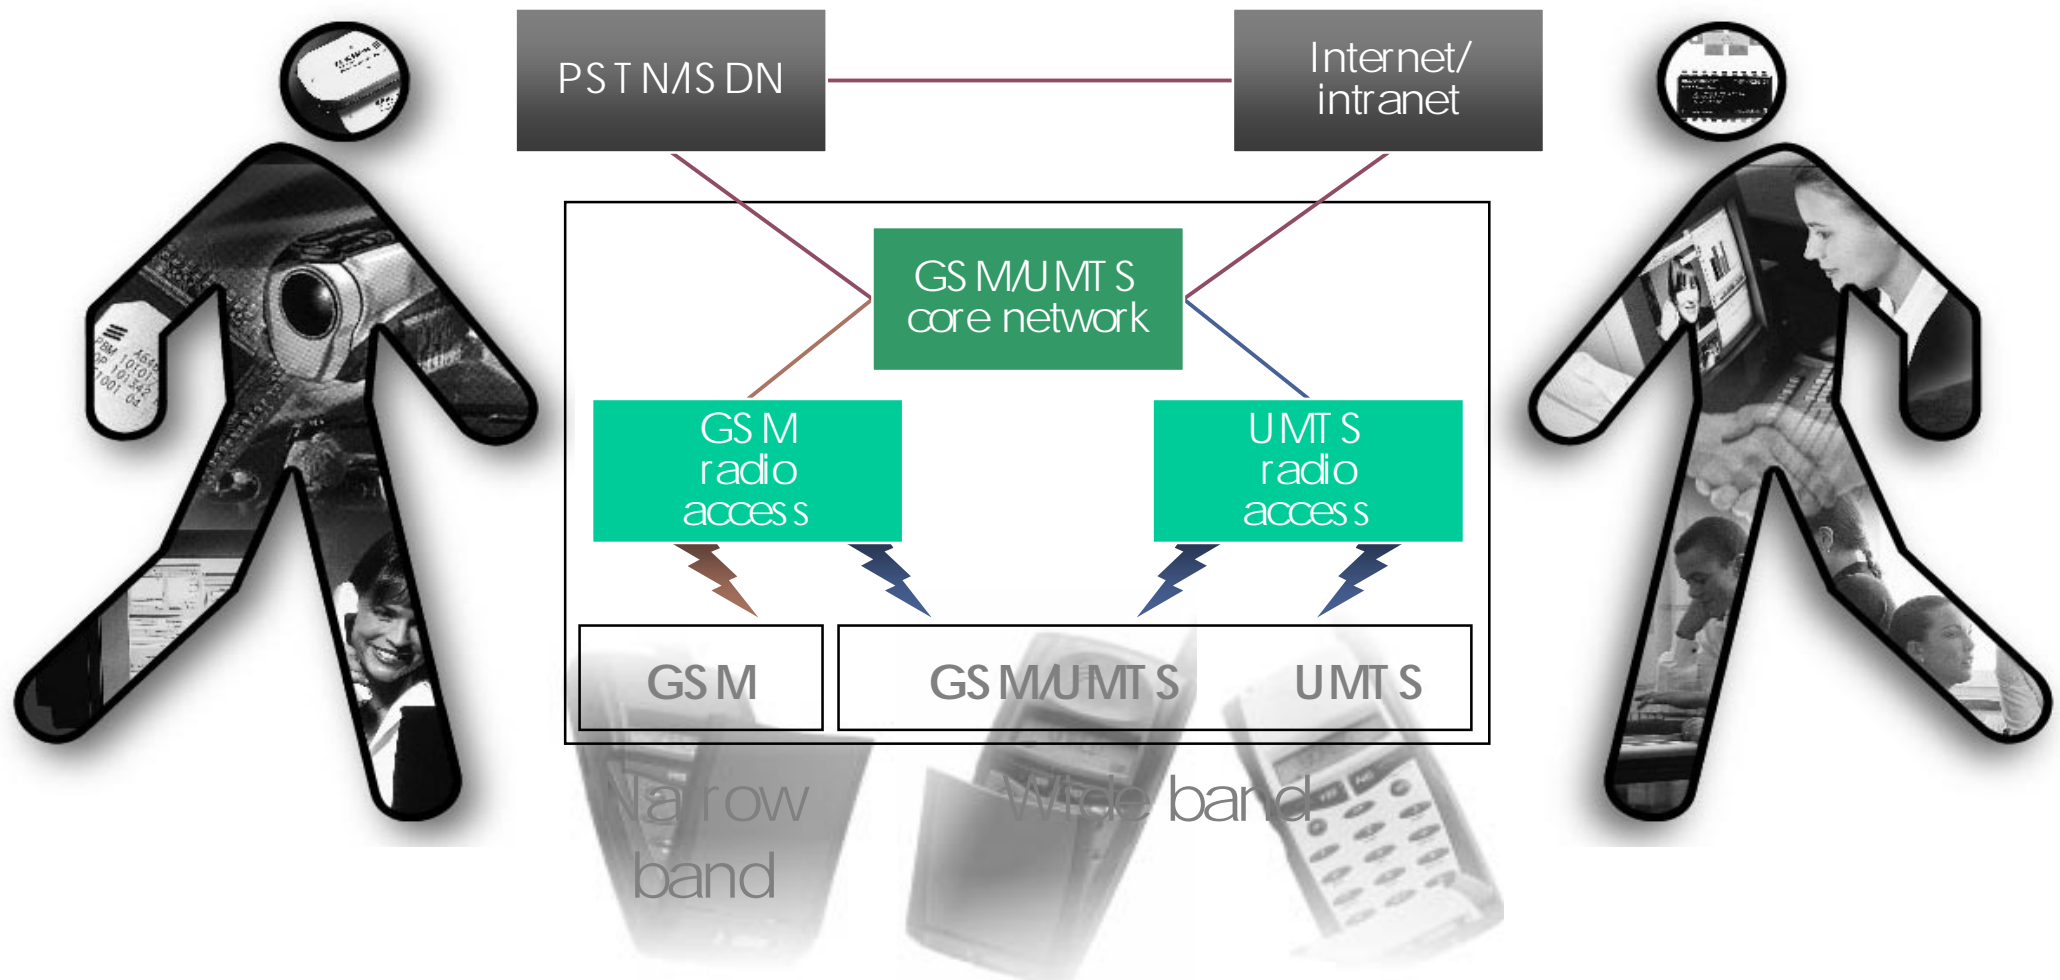 PSTN/ISDN
Internet/
intranet
GSM/UMTS
core network
GSM
radio
access
UMTS
radio
access
GSM
GSM/UMTS
UMTS
Narrow
band
Wide band